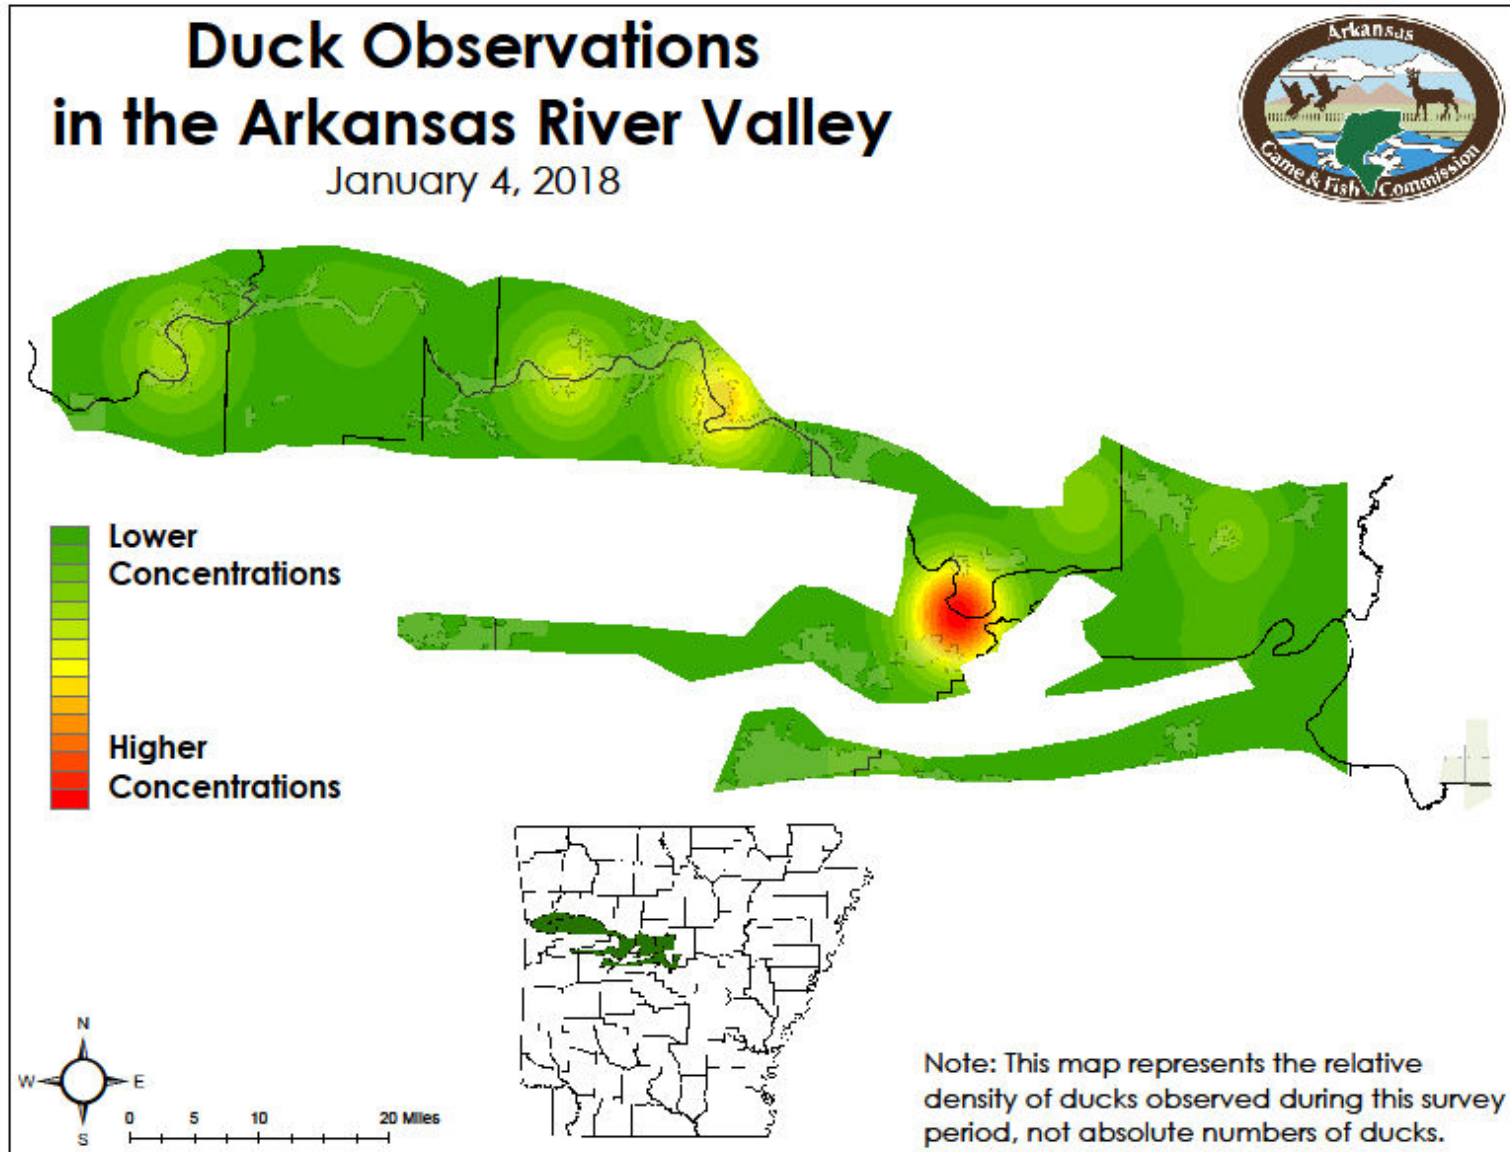 Duck Observations
in the Arkansas River Valley
January 4, 2018
Arkansas
Game & Fish Commission
Lower
Concentrations
Higher
Concentrations
N
W E
S
0 5 10 20 Miles
Note: This map represents the relative
density of ducks observed during this survey
period, not absolute numbers of ducks.